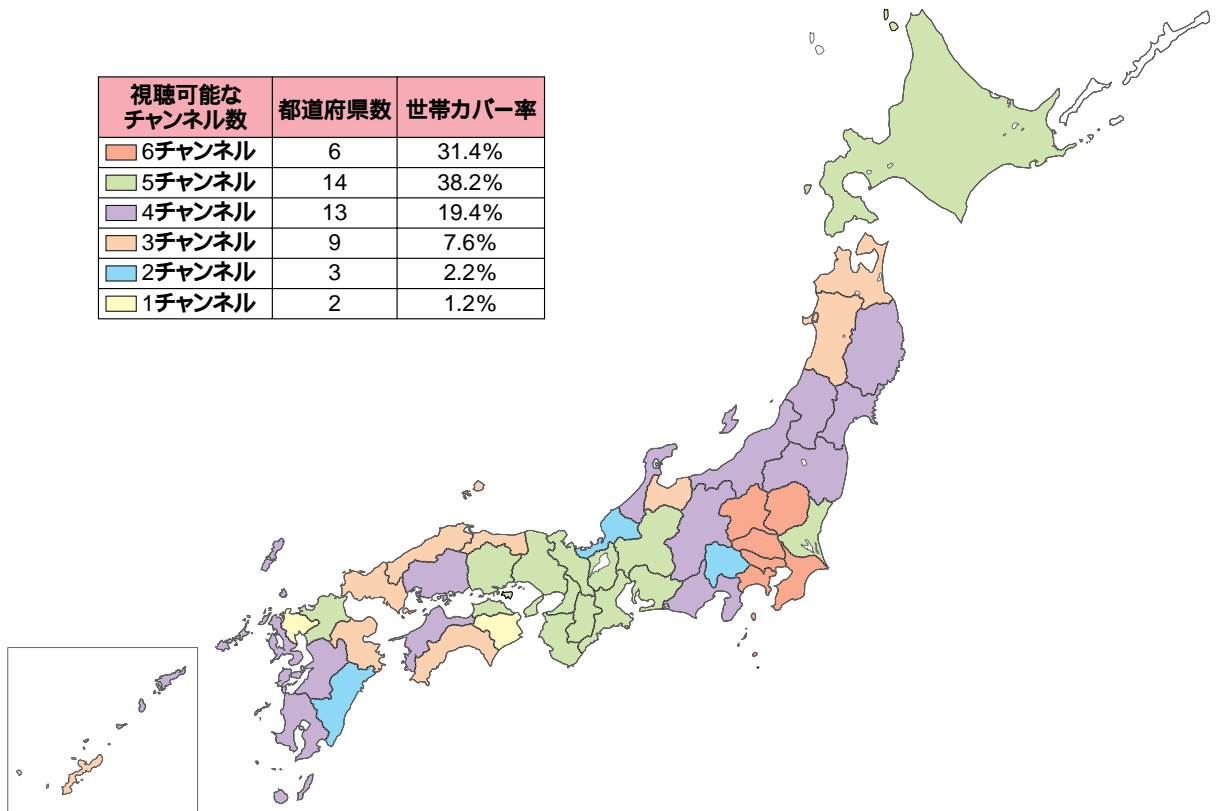 視聴可能な
チャンネル数 都道府県数 世帯カバー率
6チャンネル 6 31.4%
5チャンネル 14 38.2%
4チャンネル 13 19.4%
3チャンネル 9 7.6%
2チャンネル 3 2.2%
1チャンネル 2 1.2%